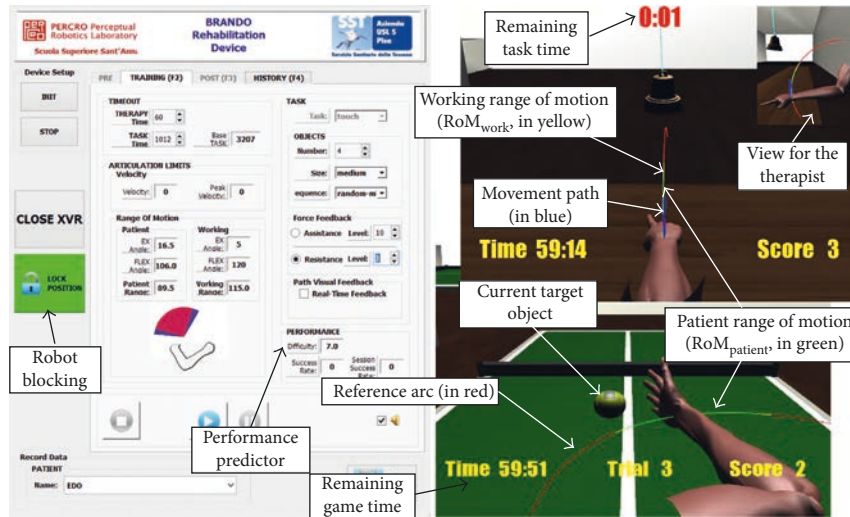 PERCRO Perceptual
Robotics Laboratory
Scuola Superiore Sant'Anna
BRANDO
Rehabilitation
Device
SST
Azienda
USL 5
Pisa
Servizio Sanitario della Toscana
Device Setup
INIT
STOP
CLOSE XVR
LOCK
POSITION
Robot
blocking
PRE
TRAINING (F2)
POST (F3)
HISTORY (F4)
TIMEOUT
THERAPY
Time:
60
TASK
Time:
1012
Base
TASK:
3207
ARTICULATION LIMITS
Velocity
Velocity:
0
Peak
Velocity:
0
Range Of Motion
Patient
Working
EX
Angle:
16.5
EX
Angle:
5
FLEX
Angle:
106.0
FLEX
Angle:
120
Patient
Range:
89.5
Working
Range:
115.0
TASK
Task:
touch
OBJECTS
Number:
4
Size:
medium
equence:
random-m
Force Feedback
Assistance Level:
10
Resistance Level:
Path Visual Feedback
Real-Time Feedback
PERFORMANCE
Difficulty:
7.0
Success
Rate:
0
Session
Success
Rate:
0
Performance
predictor
Record Data
PATIENT
Name:
EDO
Remaining
task time
0:01
Working range of motion
(RoMwork, in yellow)
View for the
therapist
Movement path
(in blue)
Time 59:14
Score 3
Current target
object
Patient range of motion
(RoMpatient, in green)
Reference arc (in red)
Time 59:51
Trial 3
Score 2
Remaining
game time